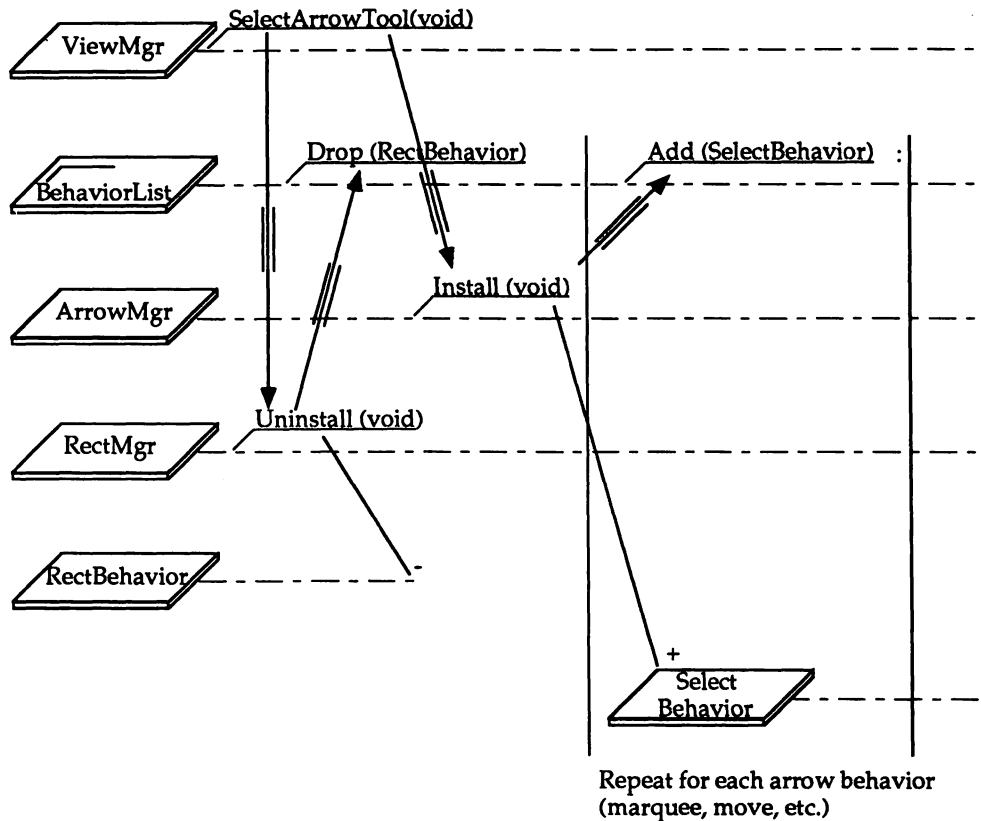 SelectArrowTool(void)
ViewMgr
Drop (RectBehavior)
Add (SelectBehavior) :
BehaviorList
Install (void)
ArrowMgr
Uninstall (void)
RectMgr
-
RectBehavior
+
Select
Behavior
Repeat for each arrow behavior
(marquee, move, etc.)